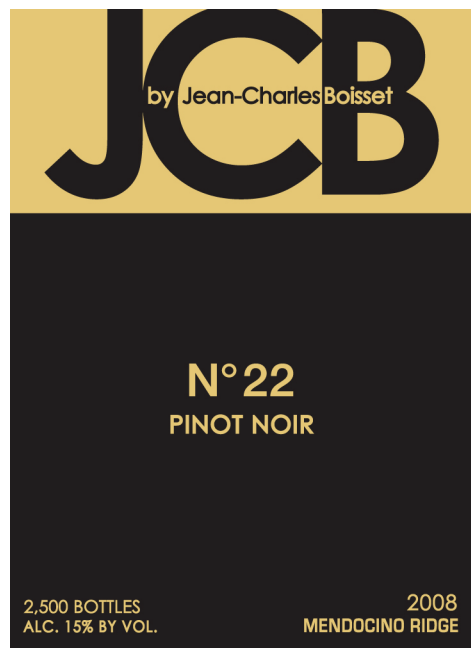 JCB
by Jean-Charles Boisset
N° 22
PINOT NOIR
2,500 BOTTLES
ALC. 15% BY VOL.
2008
MENDOCINO RIDGE